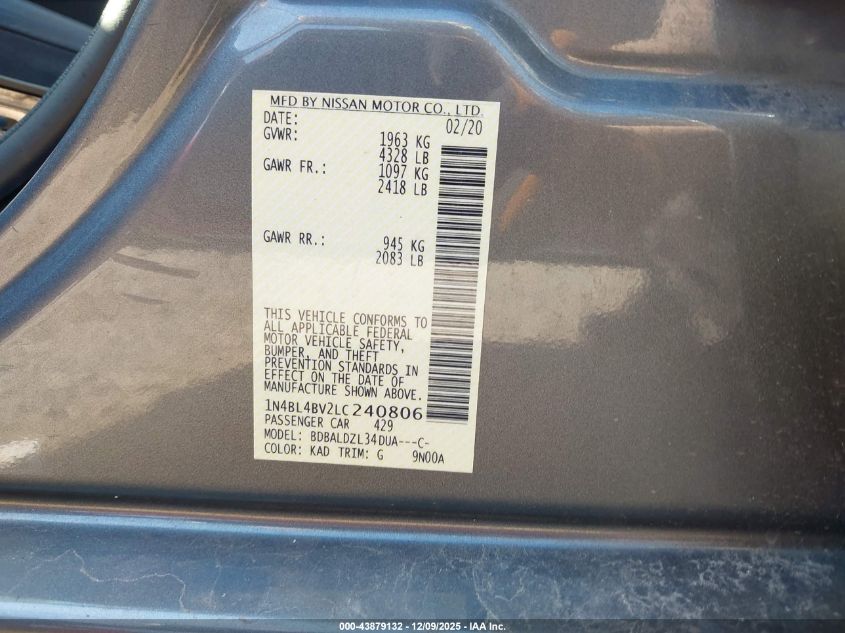 MFD BY NISSAN MOTOR CO., LTD.
DATE: 02/20
GVWR: 1963 KG
4328 LB
GAWR FR.: 1097 KG
2418 LB
GAWR RR.: 945 KG
2083 LB
THIS VEHICLE CONFORMS TO
ALL APPLICABLE FEDERAL
MOTOR VEHICLE SAFETY,
BUMPER, AND THEFT
PREVENTION STANDARDS IN
EFFECT ON THE DATE OF
MANUFACTURE SHOWN ABOVE.
1N4BL4BV2LC240806
PASSENGER CAR 429
MODEL: BDBALDZL34DUA---C-
COLOR: KAD TRIM: G 9N00A
000-43879132 - 12/09/2025 - IAA Inc.